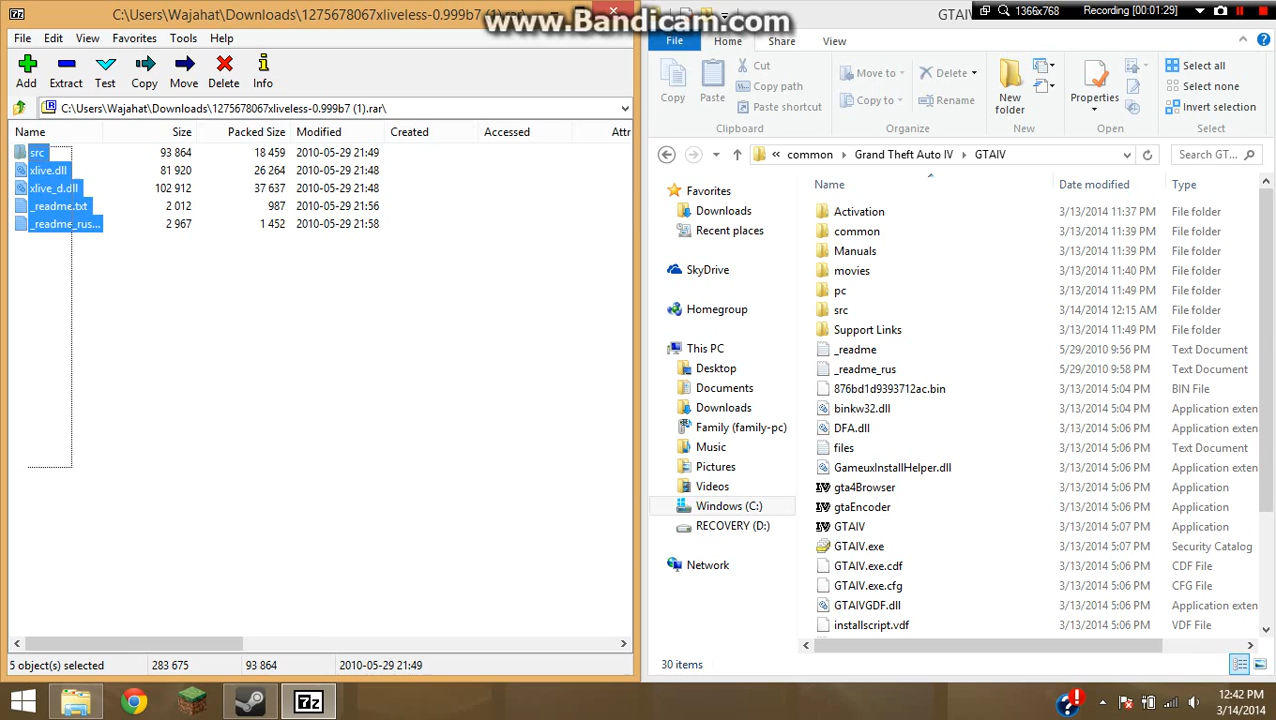 C:\Users\Wajahat\Downloads\1275678067xliveless-0.999b7 (1).rar\
www.Bandicam.com
GTAIV
1366x768
Recording [00:01:29]
File Edit View Favorites Tools Help
Add Extract Test Copy Move Delete Info
C:\Users\Wajahat\Downloads\1275678067xliveless-0.999b7 (1).rar\
Name Size Packed Size Modified Created Accessed Attr
src 93 864 18 459 2010-05-29 21:49
xlive.dll 81 920 26 264 2010-05-29 21:48
xlive_d.dll 102 912 37 637 2010-05-29 21:48
_readme.txt 2 012 987 2010-05-29 21:56
_readme_rus... 2 967 1 452 2010-05-29 21:58
5 object(s) selected 283 675 93 864 2010-05-29 21:49
File Home Share View
Copy
Paste
Cut
Copy path
Paste shortcut
Clipboard
Move to
Copy to
Delete
Rename
Organize
New folder
New
Properties
Open
Select all
Select none
Invert selection
Select
« common Grand Theft Auto IV GTAIV
Search GT...
Favorites
Downloads
Recent places
SkyDrive
Homegroup
This PC
Desktop
Documents
Downloads
Family (family-pc)
Music
Pictures
Videos
Windows (C:)
RECOVERY (D:)
Network
Name Date modified Type
Activation 3/13/2014 11:37 PM File folder
common 3/13/2014 11:39 PM File folder
Manuals 3/13/2014 11:39 PM File folder
movies 3/13/2014 11:40 PM File folder
pc 3/13/2014 11:49 PM File folder
src 3/14/2014 12:15 AM File folder
Support Links 3/13/2014 11:49 PM File folder
_readme 5/29/2010 9:56 PM Text Document
_readme_rus 5/29/2010 9:58 PM Text Document
876bd1d9393712ac.bin 3/13/2014 5:04 PM BIN File
binkw32.dll 3/13/2014 5:04 PM Application exten
DFA.dll 3/13/2014 5:06 PM Application exten
files 3/13/2014 5:06 PM Text Document
GameuxInstallHelper.dll 3/13/2014 5:06 PM Application exten
gta4Browser 3/13/2014 5:06 PM Application
gtaEncoder 3/13/2014 5:06 PM Application
GTAIV 3/13/2014 5:07 PM Application
GTAIV.exe 3/13/2014 5:07 PM Security Catalog
GTAIV.exe.cdf 3/13/2014 5:06 PM CDF File
GTAIV.exe.cfg 3/13/2014 5:06 PM CFG File
GTAIVGDF.dll 3/13/2014 5:06 PM Application exten
installscript.vdf 3/13/2014 5:06 PM VDF File
30 items
12:42 PM
3/14/2014